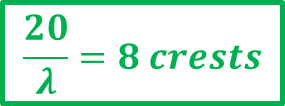 20/λ = 8 crests